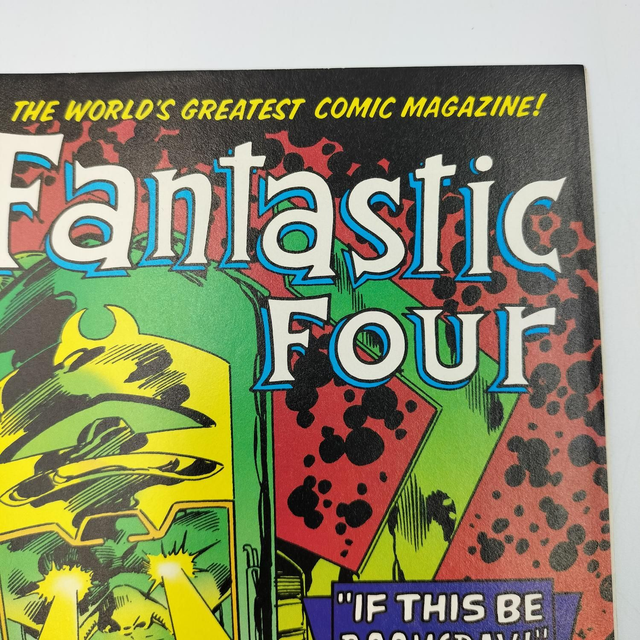 THE WORLD'S GREATEST COMIC MAGAZINE!
Fantastic
Four
"IF THIS BE